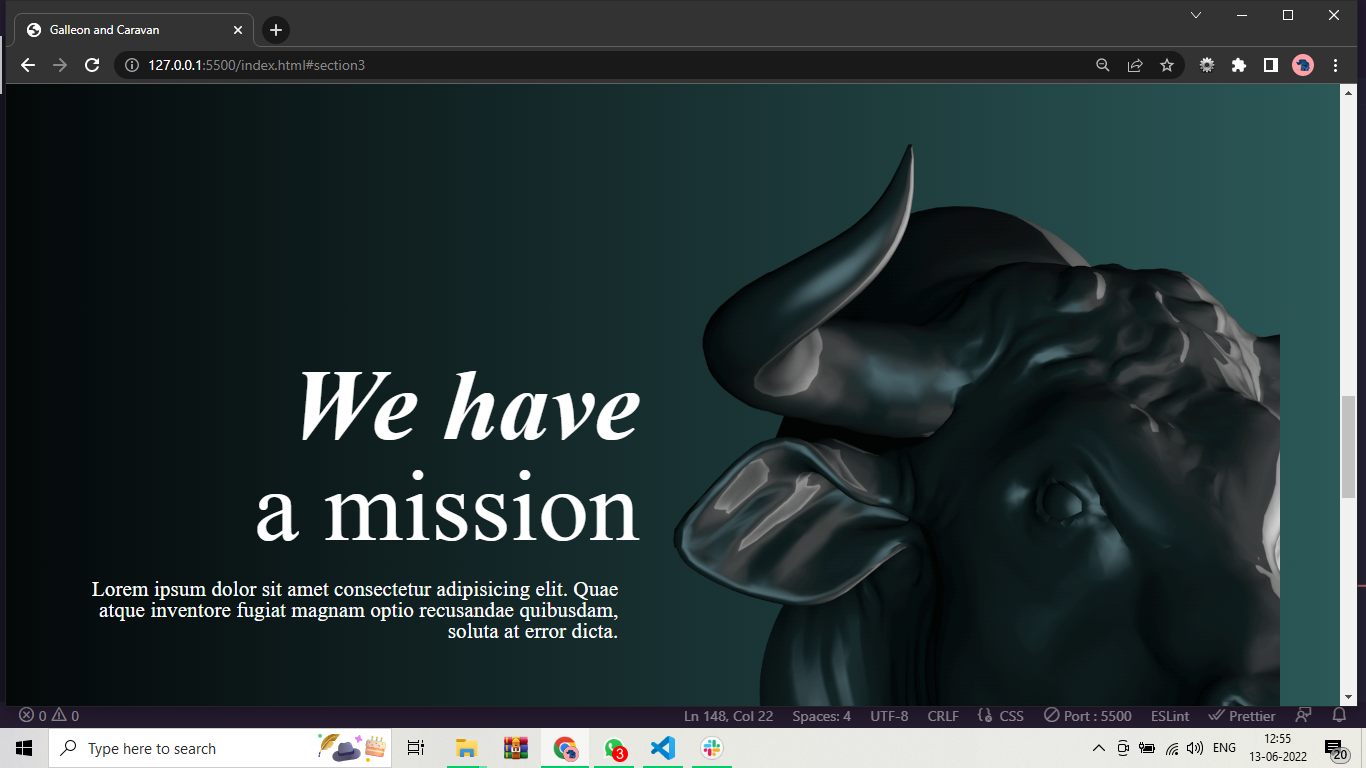 Galleon and Caravan
127.0.0.1:5500/index.html#section3
We have
a mission
Lorem ipsum dolor sit amet consectetur adipisicing elit. Quae
atque inventore fugiat magnam optio recusandae quibusdam,
soluta at error dicta.
0 0 Ln 148, Col 22 Spaces: 4 UTF-8 CRLF CSS Port : 5500 ESLint Prettier
Type here to search
3
ENG
12:55
13-06-2022
20